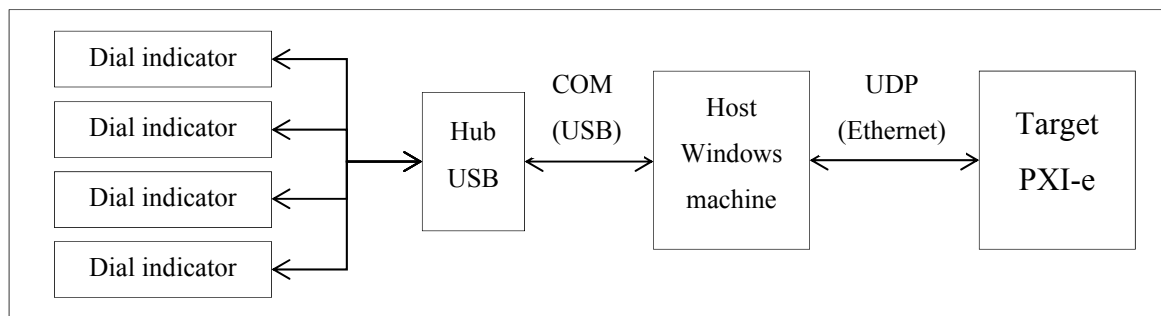 Dial indicator
Dial indicator
Dial indicator
Dial indicator
Hub
USB
COM
(USB)
Host
Windows
machine
UDP
(Ethernet)
Target
PXI-e